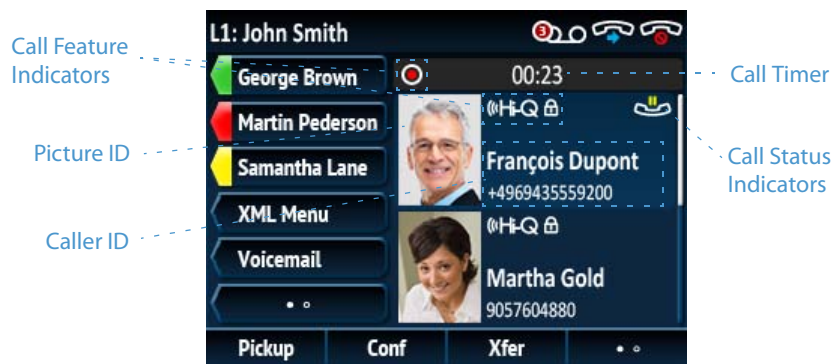 L1: John Smith
3
Call Feature
Indicators
George Brown
00:23
Call Timer
Martin Pederson
Hi-Q
Picture ID
Samantha Lane
François Dupont
+4969435559200
Call Status
Indicators
XML Menu
Hi-Q
Caller ID
Voicemail
Martha Gold
9057604880
Pickup Conf Xfer